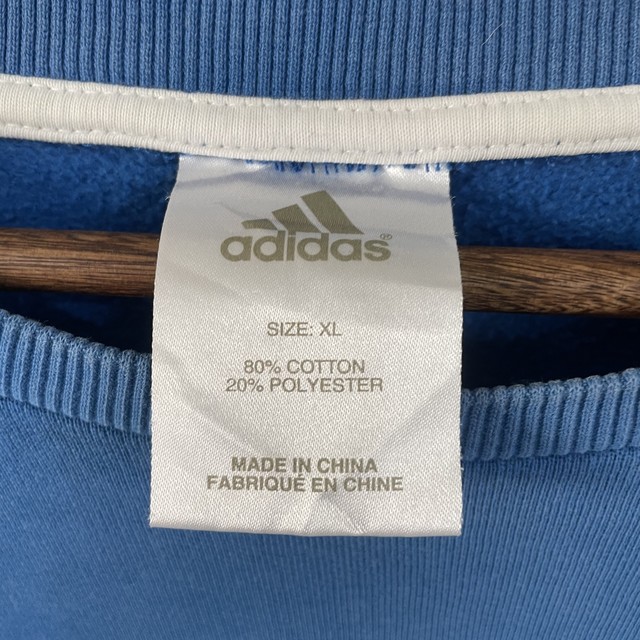 adidas®
SIZE: XL
80% COTTON
20% POLYESTER
MADE IN CHINA
FABRIQUÉ EN CHINE